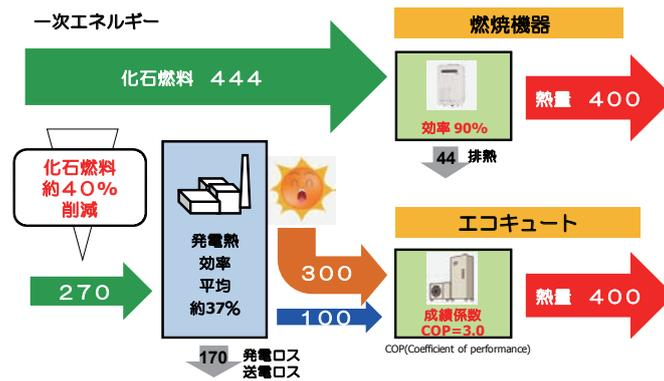 一次エネルギー
燃焼機器
化石燃料 ４４４
熱量 ４００
効率 90%
44 排熱
化石燃料
約４０％
削減
発電熱
効率
平均
約37%
エコキュート
３００
２７０
１００
成績係数
COP=3.0
熱量 ４００
COP(Coefficient of performance)
170
発電ロス
送電ロス